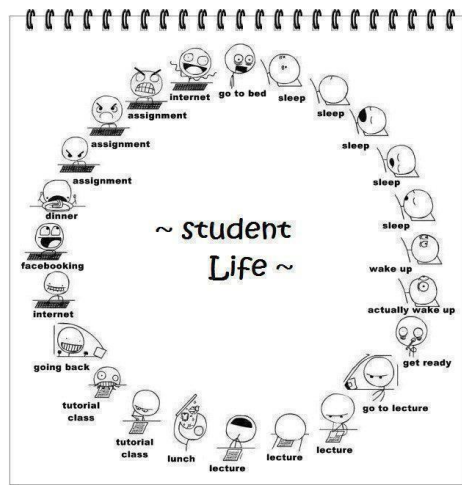 go to bed
sleep
sleep
sleep
sleep
sleep
wake up
actually wake up
get ready
go to lecture
lecture
lecture
lecture
lunch
tutorial
class
tutorial
class
going back
internet
facebooking
dinner
assignment
assignment
assignment
internet
~ student
Life ~